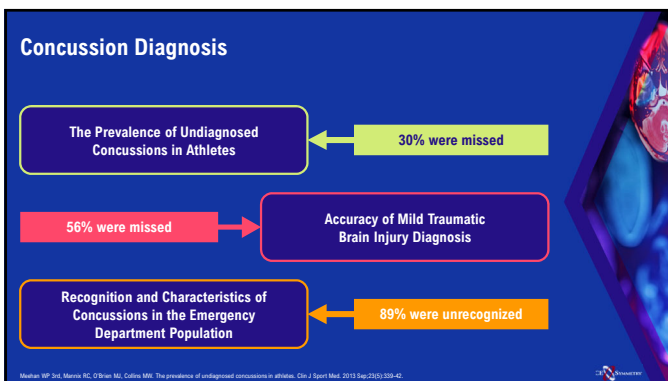 Concussion Diagnosis
The Prevalence of Undiagnosed
Concussions in Athletes
30% were missed
56% were missed
Accuracy of Mild Traumatic
Brain Injury Diagnosis
Recognition and Characteristics of
Concussions in the Emergency
Department Population
89% were unrecognized
Meehan WP 3rd, Mannix RC, O'Brien MJ, Collins MW. The prevalence of undiagnosed concussions in athletes. Clin J Sport Med. 2013 Sep;23(5):339-42.